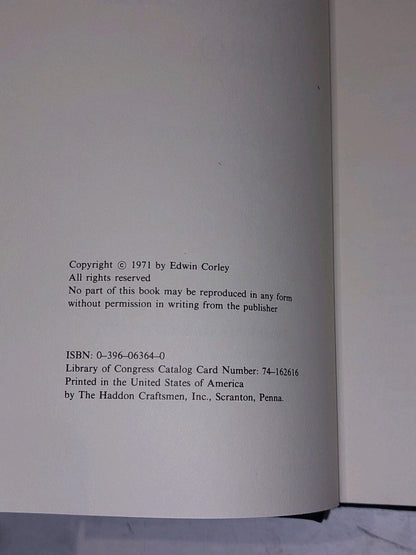 Copyright © 1971 by Edwin Corley
All rights reserved
No part of this book may be reproduced in any form
without permission in writing from the publisher
ISBN: 0–396–06364–0
Library of Congress Catalog Card Number: 74–162616
Printed in the United States of America
by The Haddon Craftsmen, Inc., Scranton, Penna.